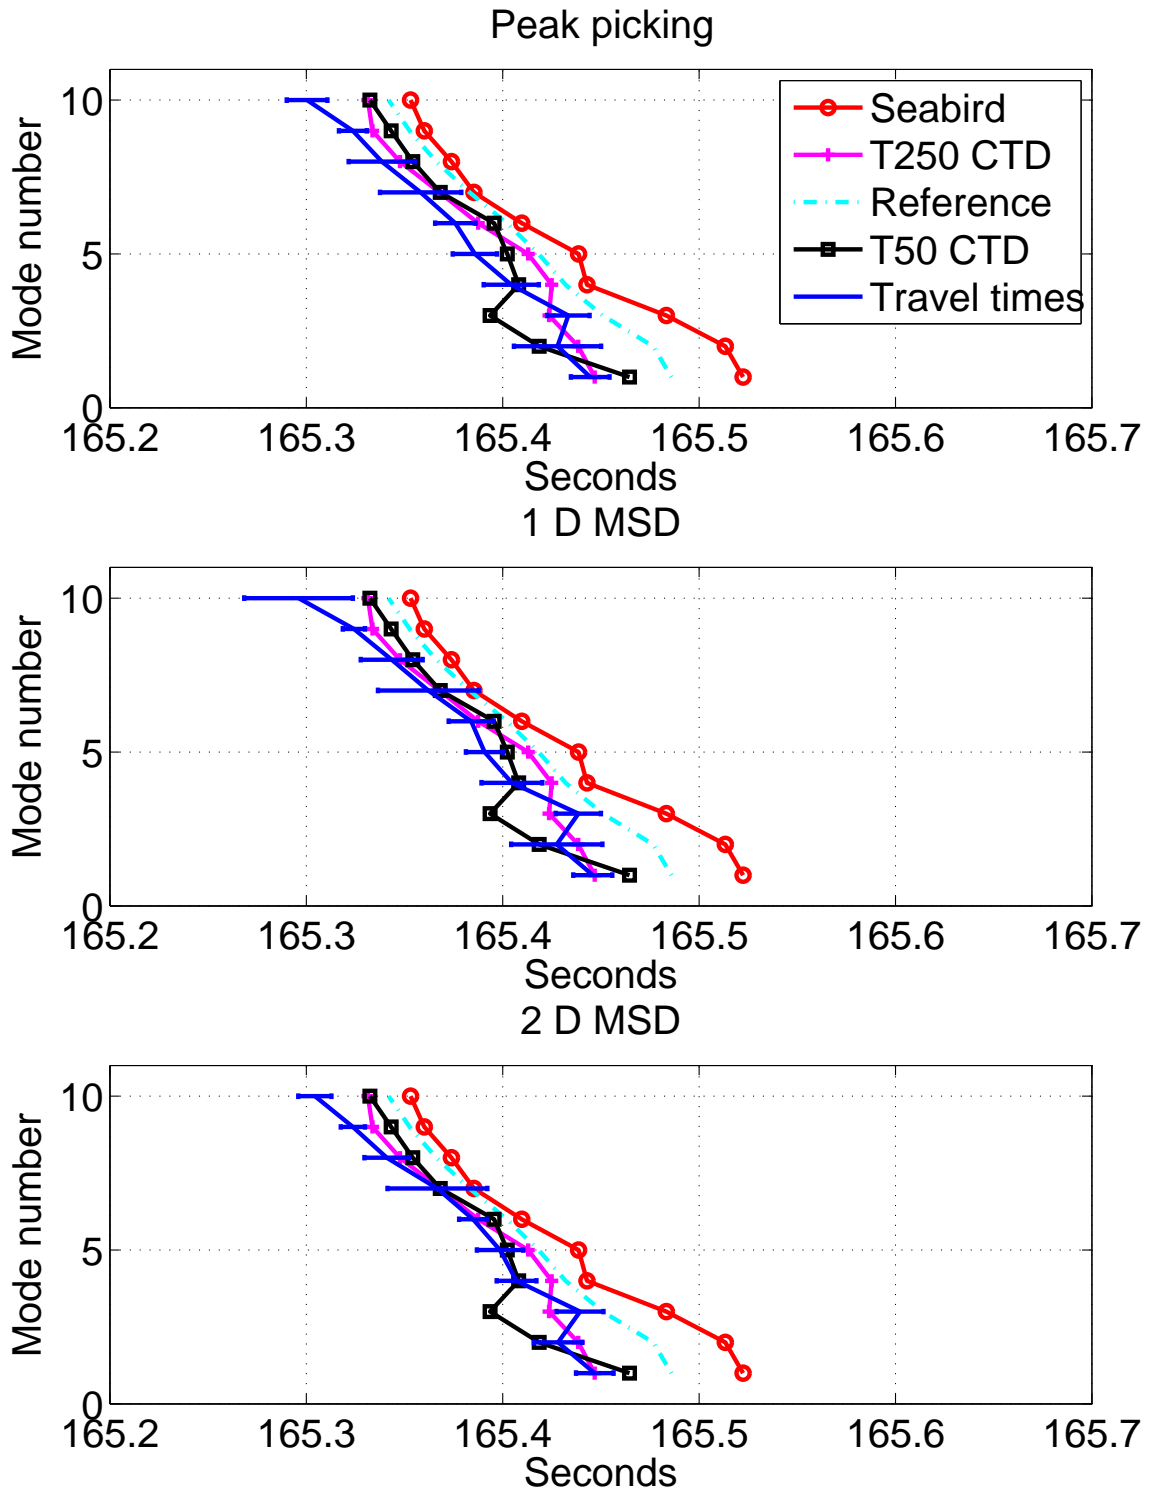 Peak picking
Mode number
10
5
0
165.2 165.3 165.4 165.5 165.6 165.7
Seconds
Seabird
T250 CTD
Reference
T50 CTD
Travel times
1 D MSD
Mode number
10
5
0
165.2 165.3 165.4 165.5 165.6 165.7
Seconds
2 D MSD
Mode number
10
5
0
165.2 165.3 165.4 165.5 165.6 165.7
Seconds